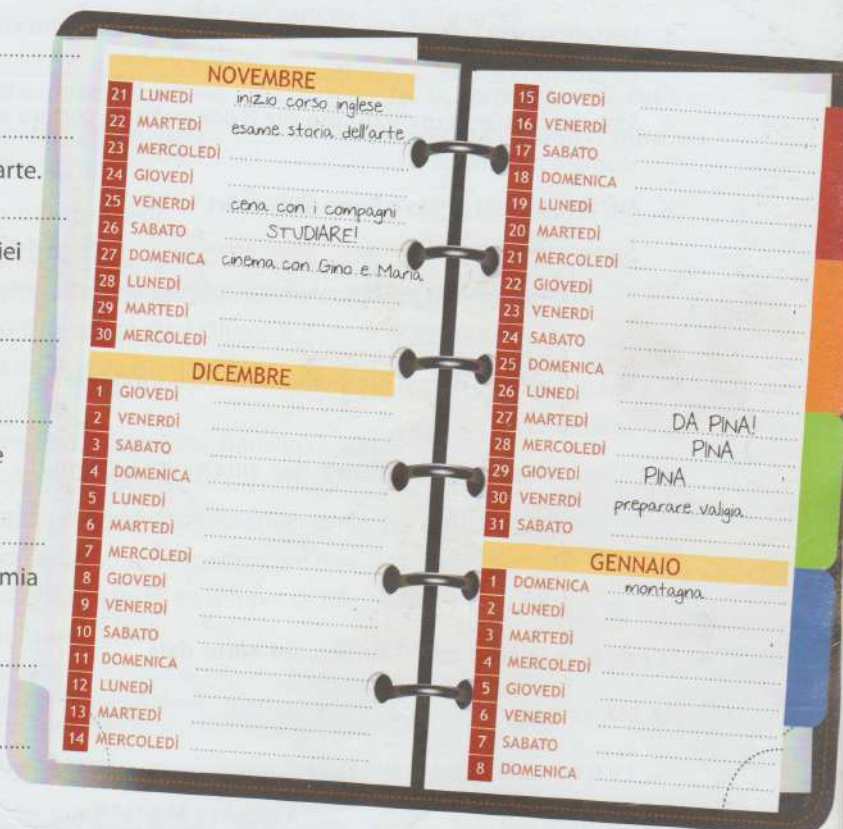 arte.
iei
e
mia
NOVEMBRE
21 LUNEDÌ inizio corso inglese
22 MARTEDÌ esame storia dell'arte
23 MERCOLEDÌ
24 GIOVEDÌ
25 VENERDÌ cena con i compagni
26 SABATO STUDIARE!
27 DOMENICA cinema con Gino e Maria
28 LUNEDÌ
29 MARTEDÌ
30 MERCOLEDÌ
DICEMBRE
1 GIOVEDÌ
2 VENERDÌ
3 SABATO
4 DOMENICA
5 LUNEDÌ
6 MARTEDÌ
7 MERCOLEDÌ
8 GIOVEDÌ
9 VENERDÌ
10 SABATO
11 DOMENICA
12 LUNEDÌ
13 MARTEDÌ
14 MERCOLEDÌ
15 GIOVEDÌ
16 VENERDÌ
17 SABATO
18 DOMENICA
19 LUNEDÌ
20 MARTEDÌ
21 MERCOLEDÌ
22 GIOVEDÌ
23 VENERDÌ
24 SABATO
25 DOMENICA
26 LUNEDÌ
27 MARTEDÌ DA PINA!
28 MERCOLEDÌ PINA
29 GIOVEDÌ PINA
30 VENERDÌ preparare valigia
31 SABATO
GENNAIO
1 DOMENICA montagna
2 LUNEDÌ
3 MARTEDÌ
4 MERCOLEDÌ
5 GIOVEDÌ
6 VENERDÌ
7 SABATO
8 DOMENICA